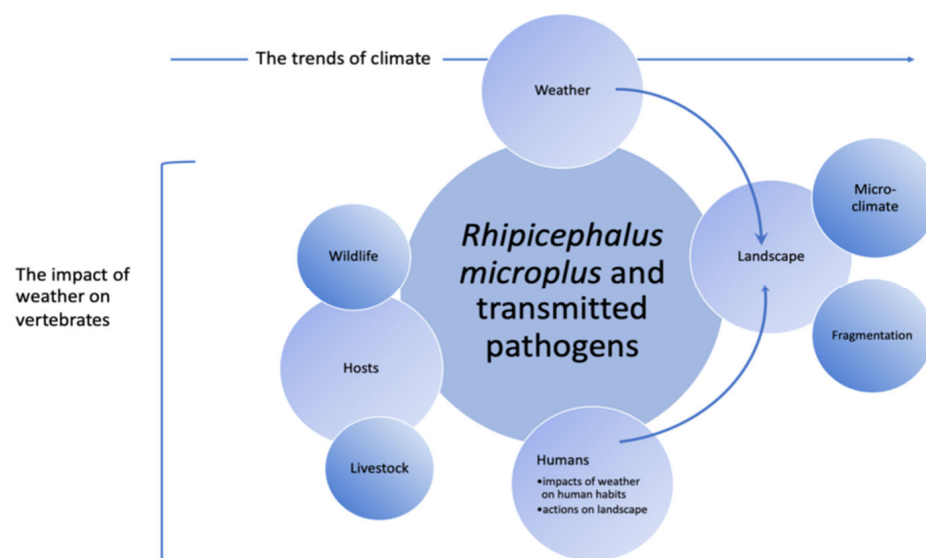 The trends of climate
Weather
Micro-
climate
Rhipicephalus
microplus and
transmitted
pathogens
Wildlife
Landscape
The impact of
weather on
vertebrates
Fragmentation
Hosts
Livestock
Humans
•impacts of weather
on human habits
•actions on landscape